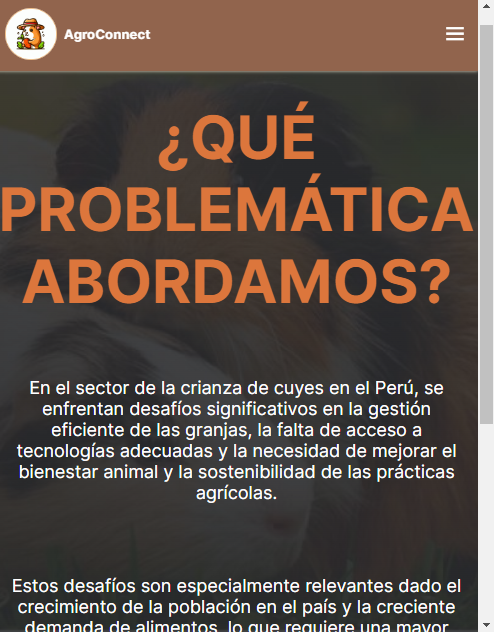 AgroConnect
¿QUÉ
PROBLEMÁTICA
ABORDAMOS?
En el sector de la crianza de cuyes en el Perú, se
enfrentan desafíos significativos en la gestión
eficiente de las granjas, la falta de acceso a
tecnologías adecuadas y la necesidad de mejorar el
bienestar animal y la sostenibilidad de las prácticas
agrícolas.
Estos desafíos son especialmente relevantes dado el
crecimiento de la población en el país y la creciente
demanda de alimentos, lo que requiere una mayor